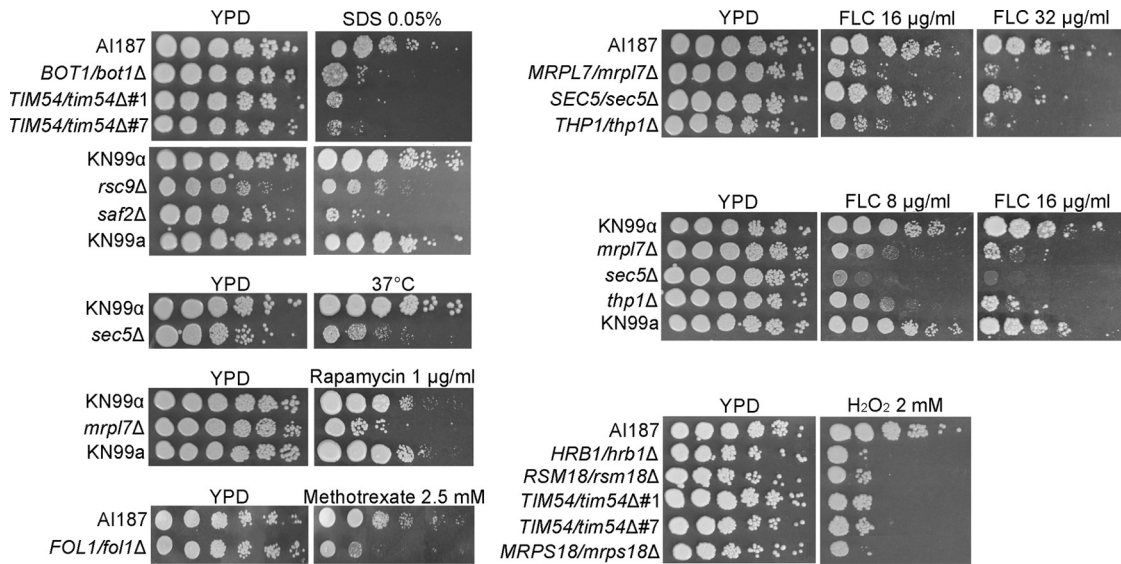 YPD SDS 0.05%
AI187
BOT1/bot1Δ
TIM54/tim54Δ#1
TIM54/tim54Δ#7
KN99α
rsc9Δ
saf2Δ
KN99a
YPD 37°C
KN99α
sec5Δ
YPD Rapamycin 1 µg/ml
KN99α
mrpl7Δ
KN99a
YPD Methotrexate 2.5 mM
AI187
FOL1/fol1Δ
YPD FLC 16 µg/ml FLC 32 µg/ml
AI187
MRPL7/mrpl7Δ
SEC5/sec5Δ
THP1/thp1Δ
YPD FLC 8 µg/ml FLC 16 µg/ml
KN99α
mrpl7Δ
sec5Δ
thp1Δ
KN99a
YPD H₂O₂ 2 mM
AI187
HRB1/hrb1Δ
RSM18/rsm18Δ
TIM54/tim54Δ#1
TIM54/tim54Δ#7
MRPS18/mrps18Δ